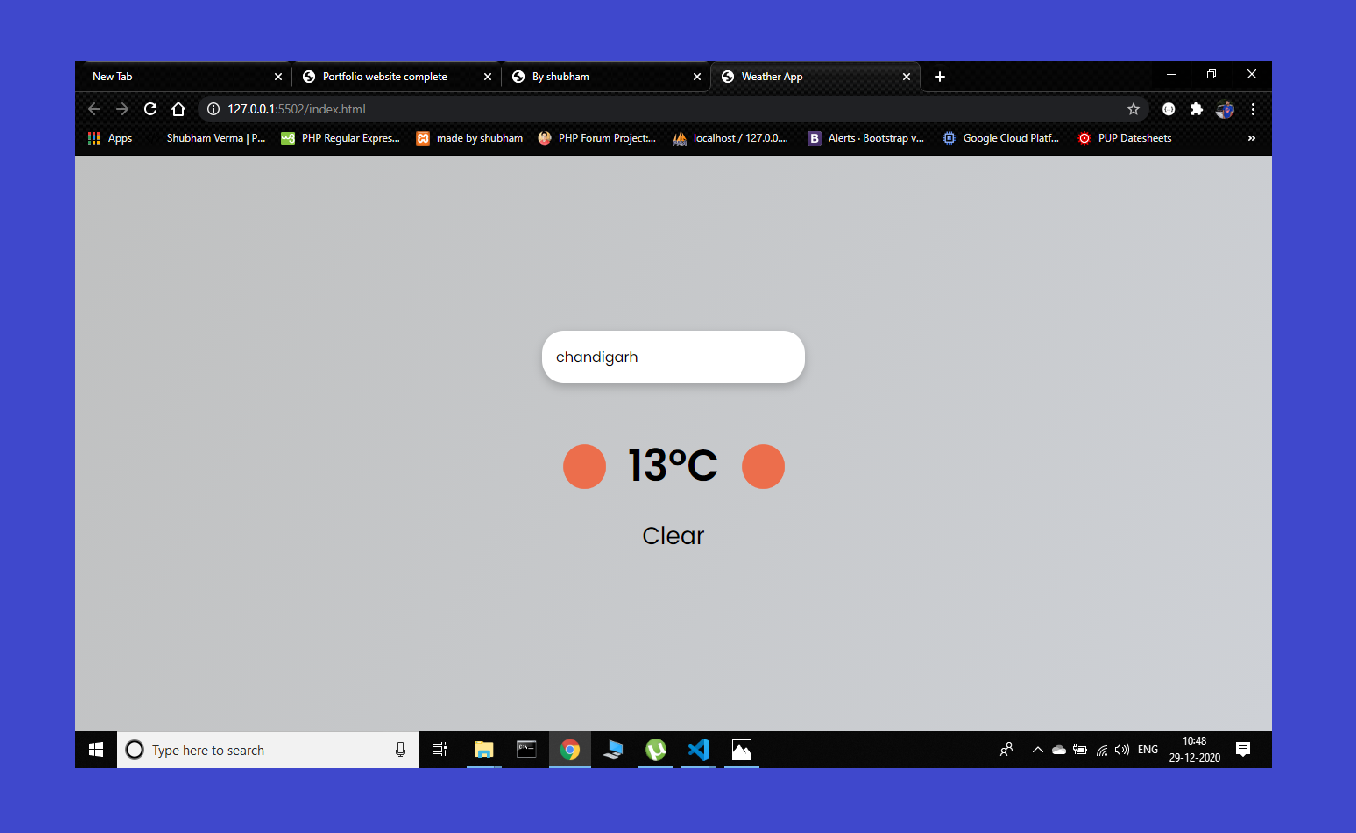 New Tab Portfolio website complete By shubham Weather App
127.0.0.1:5502/index.html
Apps Shubham Verma | P... PHP Regular Expres... made by shubham PHP Forum Project:... localhost / 127.0.0.... B Alerts · Bootstrap v... Google Cloud Platf... PUP Datesheets »
chandigarh
13°C
Clear
Type here to search ENG 10:48
29-12-2020